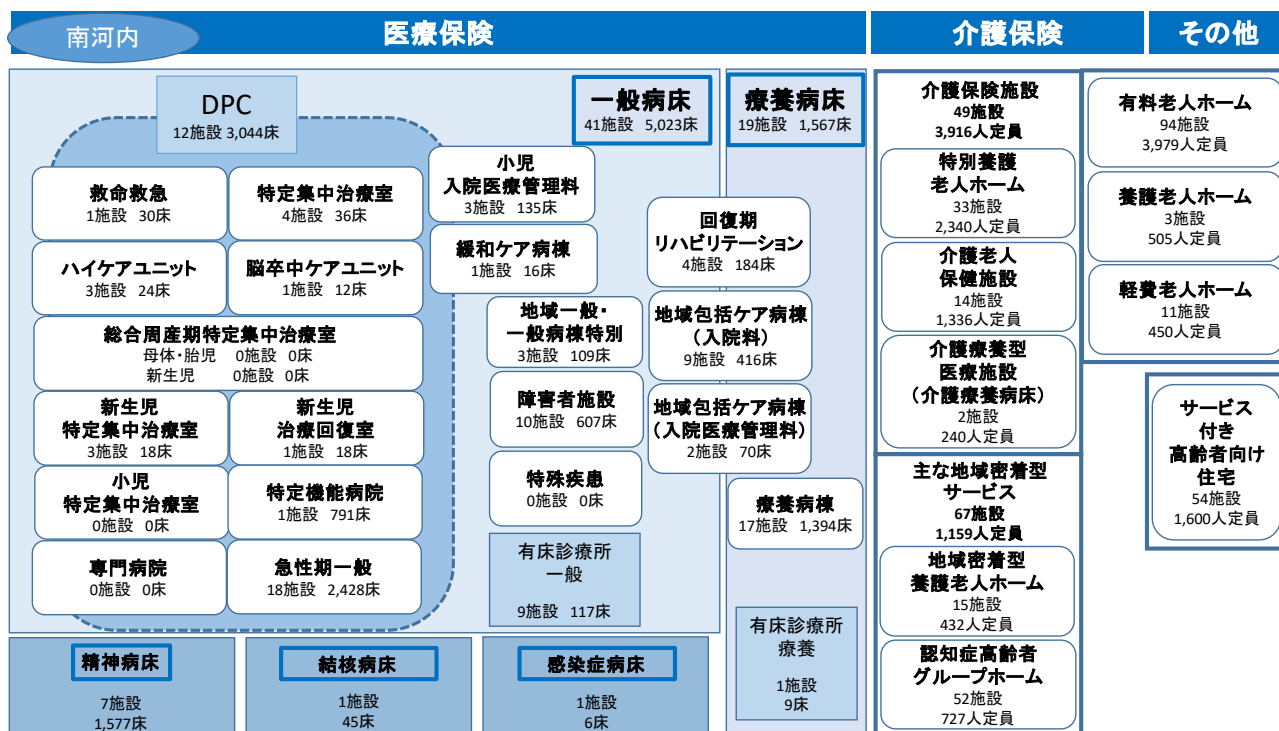 南河内
医療保険
介護保険
その他
DPC
12施設 3,044床
一般病床
41施設 5,023床
療養病床
19施設 1,567床
救命救急
1施設 30床
特定集中治療室
4施設 36床
小児
入院医療管理料
3施設 135床
ハイケアユニット
3施設 24床
脳卒中ケアユニット
1施設 12床
緩和ケア病棟
1施設 16床
総合周産期特定集中治療室
母体・胎児 0施設 0床
新生児 0施設 0床
新生児
特定集中治療室
3施設 18床
新生児
治療回復室
1施設 18床
小児
特定集中治療室
0施設 0床
特定機能病院
1施設 791床
専門病院
0施設 0床
急性期一般
18施設 2,428床
地域一般・
一般病棟特別
3施設 109床
障害者施設
10施設 607床
特殊疾患
0施設 0床
有床診療所
一般
9施設 117床
回復期
リハビリテーション
4施設 184床
地域包括ケア病棟
(入院料)
9施設 416床
地域包括ケア病棟
(入院医療管理料)
2施設 70床
療養病棟
17施設 1,394床
有床診療所
療養
1施設
9床
精神病床
7施設
1,577床
結核病床
1施設
45床
感染症病床
1施設
6床
介護保険施設
49施設
3,916人定員
特別養護
老人ホーム
33施設
2,340人定員
介護老人
保健施設
14施設
1,336人定員
介護療養型
医療施設
(介護療養病床)
2施設
240人定員
主な地域密着型
サービス
67施設
1,159人定員
地域密着型
養護老人ホーム
15施設
432人定員
認知症高齢者
グループホーム
52施設
727人定員
有料老人ホーム
94施設
3,979人定員
養護老人ホーム
3施設
505人定員
軽費老人ホーム
11施設
450人定員
サービス
付き
高齢者向け
住宅
54施設
1,600人定員